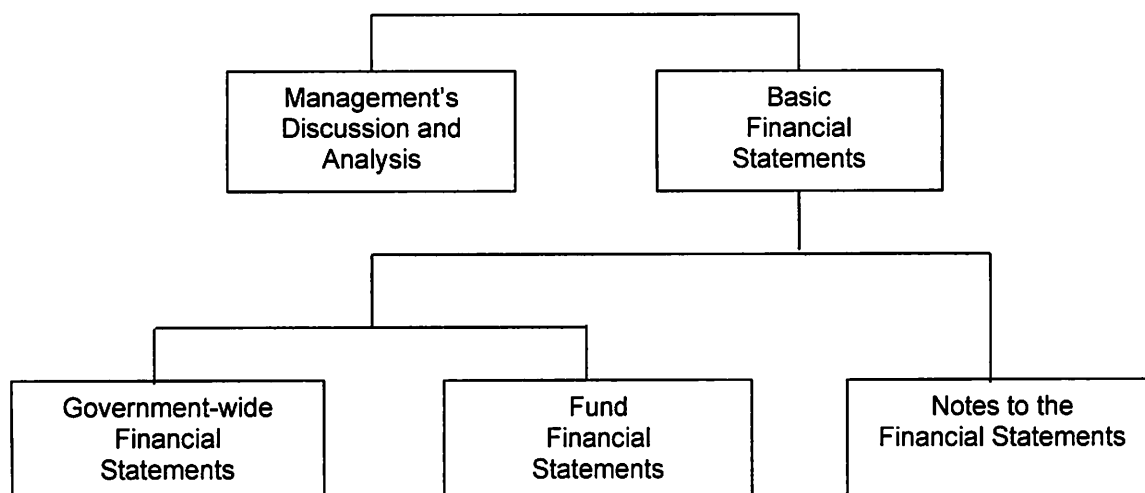 Management's
Discussion and
Analysis
Basic
Financial
Statements
Government-wide
Financial
Statements
Fund
Financial
Statements
Notes to the
Financial Statements